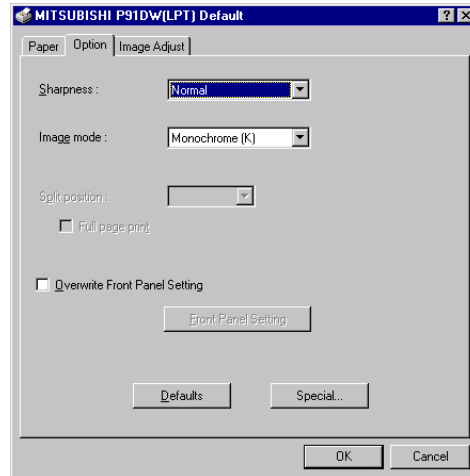 MITSUBISHI P91DW(LPT) Default
Paper Option Image Adjust
Sharpness : Normal
Image mode : Monochrome (K)
Split position :
Full page print
Overwrite Front Panel Setting
Front Panel Setting
Defaults Special...
OK Cancel